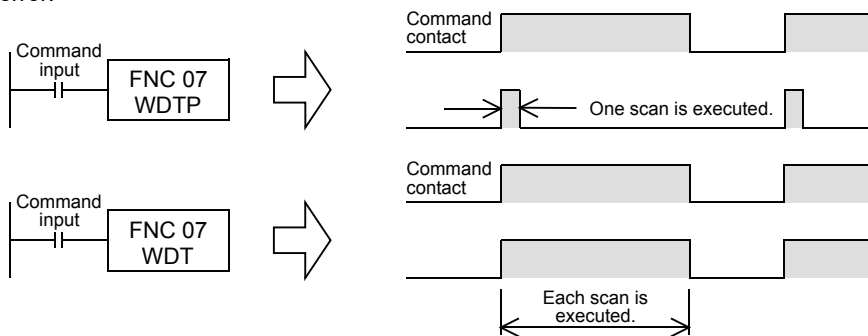 Command
input
FNC 07
WDTP
Command
contact
One scan is executed.
Command
input
FNC 07
WDT
Command
contact
Each scan is
executed.